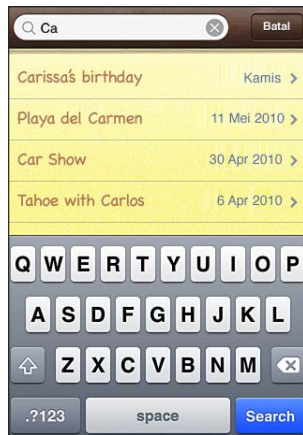 Ca Batal
Carissa's birthday Kamis
Playa del Carmen 11 Mei 2010
Car Show 30 Apr 2010
Tahoe with Carlos 6 Apr 2010
Q W E R T Y U I O P
A S D F G H J K L
Z X C V B N M
.?123 space Search